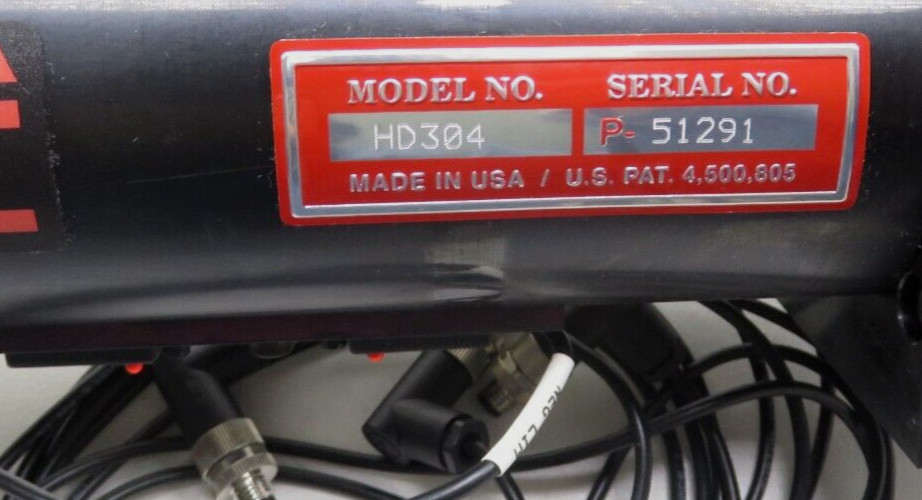 MODEL NO. SERIAL NO.
HD304 P- 51291
MADE IN USA / U.S. PAT. 4,500,805